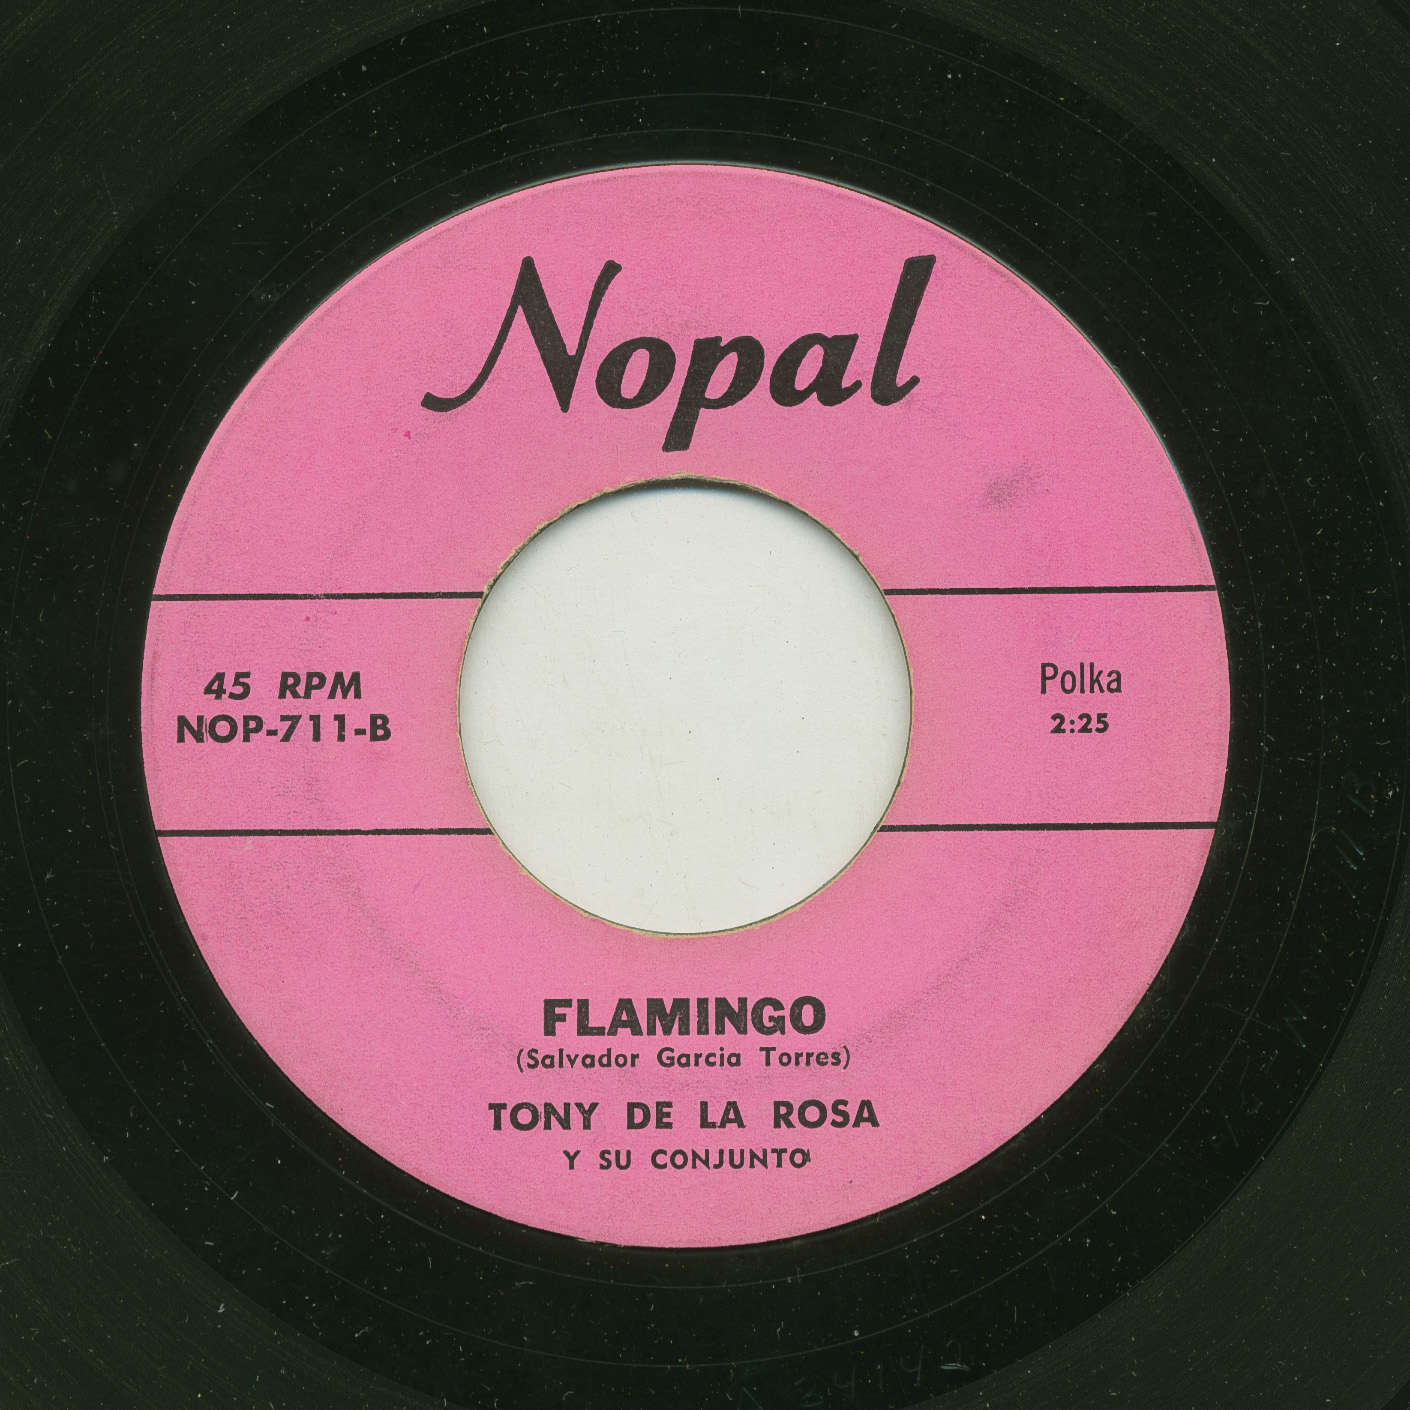 Nopal
45 RPM
NOP-711-B
Polka
2:25
FLAMINGO
(Salvador Garcia Torres)
TONY DE LA ROSA
Y SU CONJUNTO